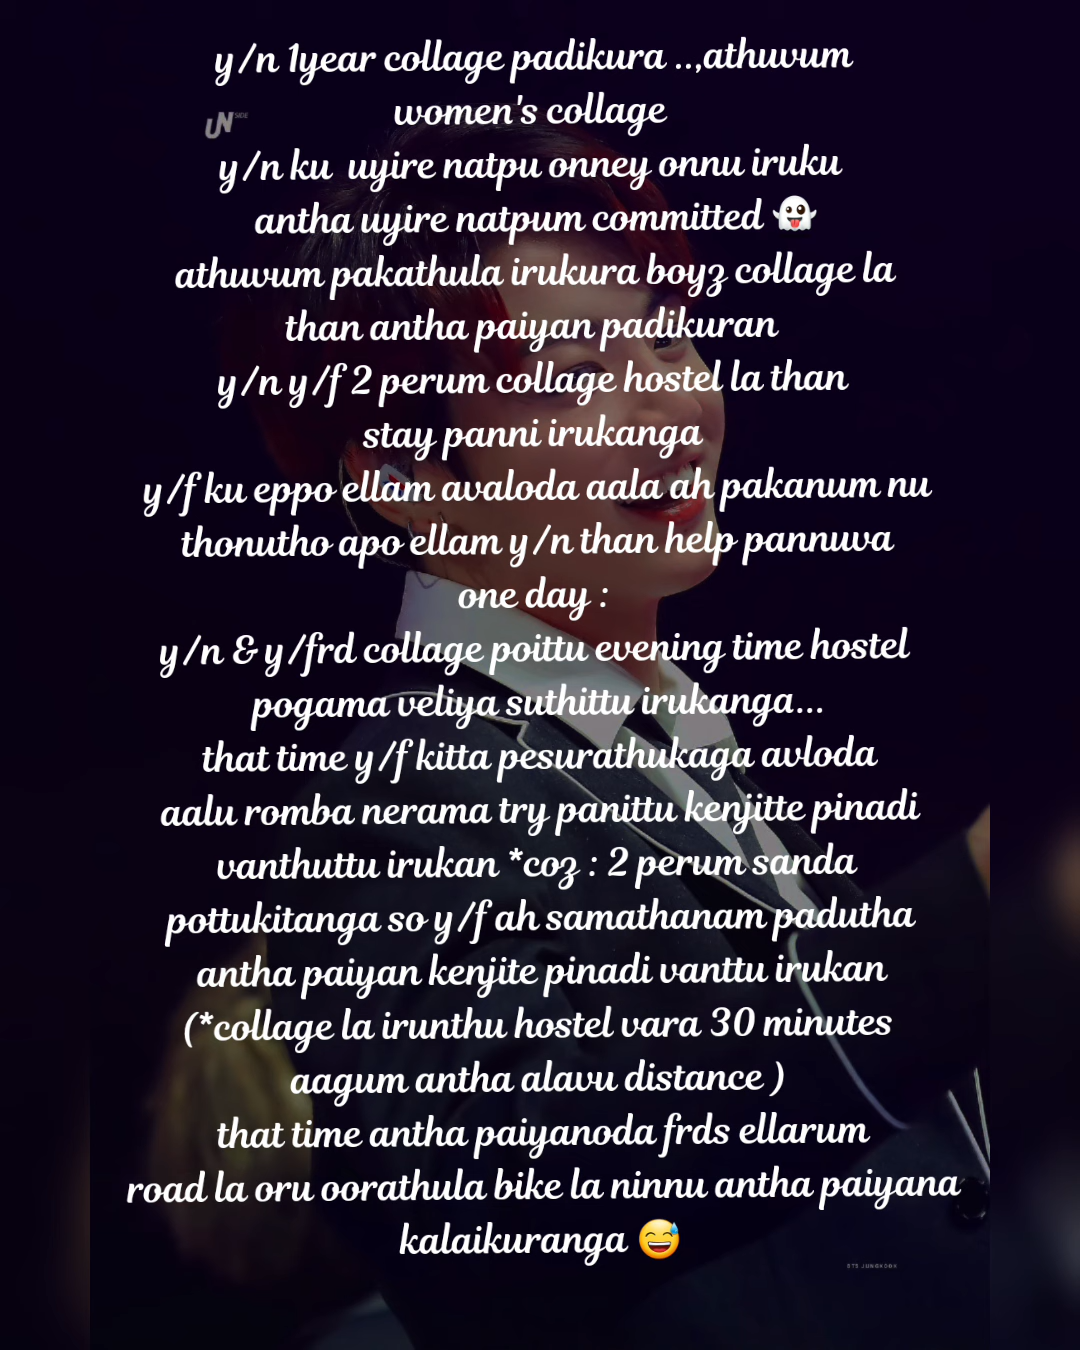 y/n 1year collage padikura ..,athuvum
women's collage
UN SIDE
y/n ku uyire natpu onney onnu iruku
antha uyire natpum committed 👻
athuvum pakathula irukura boyz collage la
than antha paiyan padikuran
y/n y/f 2 perum collage hostel la than
stay panni irukanga
y/f ku eppo ellam avaloda aala ah pakanum nu
thonutho apo ellam y/n than help pannuva
one day :
y/n & y/frd collage poittu evening time hostel
pogama veliya suthittu irukanga...
that time y/f kitta pesurathukaga avloda
aalu romba nerama try panittu kenjitte pinadi
vanthuttu irukan *coz : 2 perum sanda
pottukitanga so y/f ah samathanam padutha
antha paiyan kenjite pinadi vanttu irukan
(*collage la irunthu hostel vara 30 minutes
aagum antha alavu distance )
that time antha paiyanoda frds ellarum
road la oru oorathula bike la ninnu antha paiyana
kalaikuranga 😅
BTS JUNGKOOK